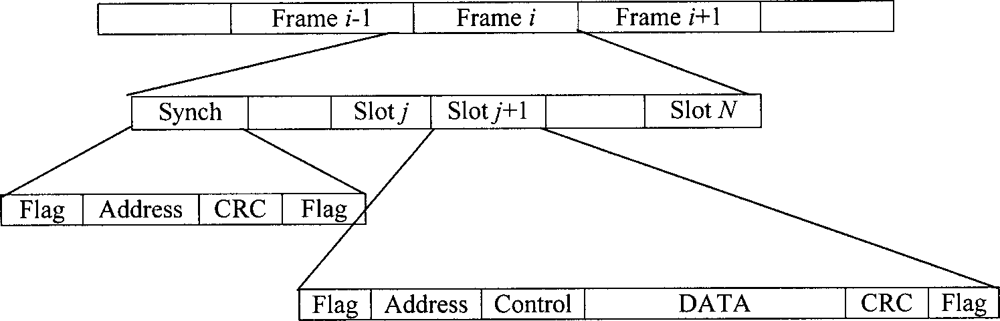 Frame i-1 Frame i Frame i+1
Synch Slot j Slot j+1 Slot N
Flag Address CRC Flag
Flag Address Control DATA CRC Flag